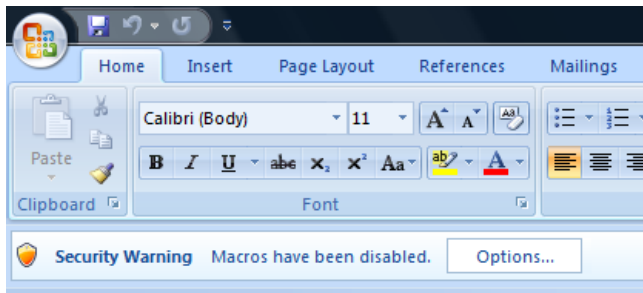 Home Insert Page Layout References Mailings
Calibri (Body) 11 A A Aa
Paste B I U abc x₂ x² Aa ab A
Clipboard Font
Security Warning Macros have been disabled. Options...